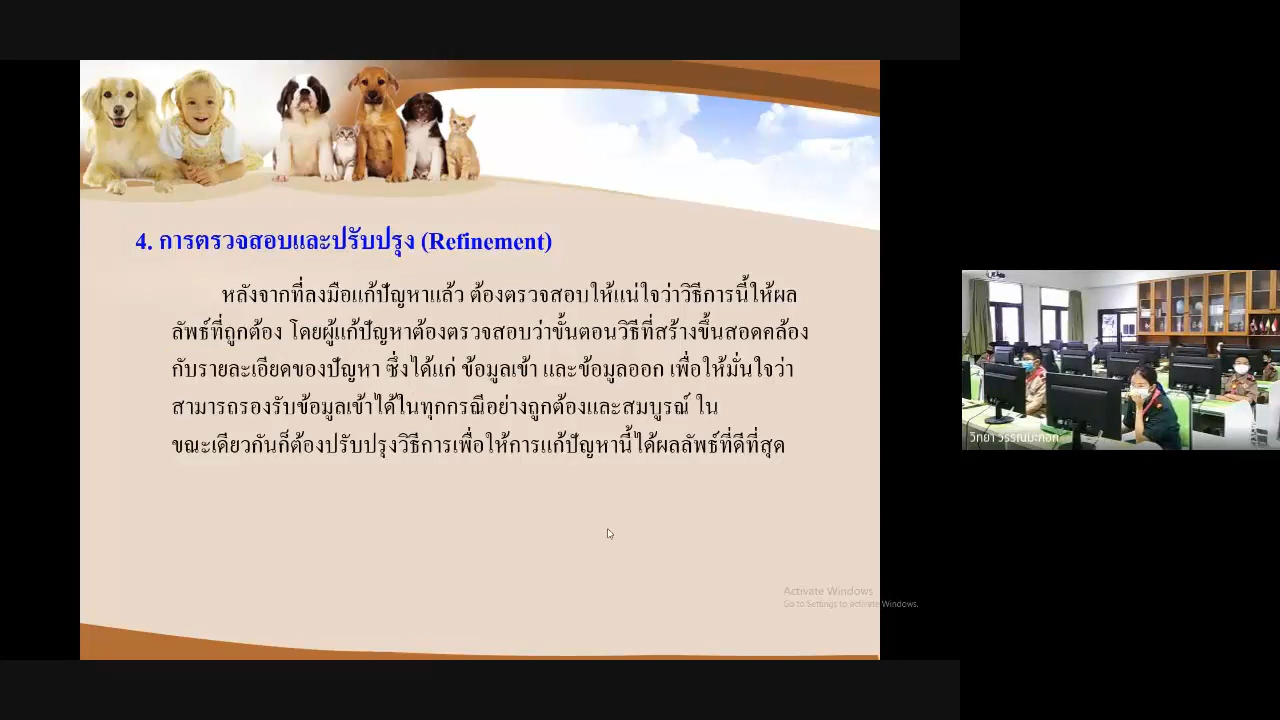 4. การตรวจสอบและปรับปรุง (Refinement)
หลังจากที่ลงมือแก้ปัญหาแล้ว ต้องตรวจสอบให้แน่ใจว่าวิธีการนี้ให้ผล
ลัพธ์ที่ถูกต้อง โดยผู้แก้ปัญหาต้องตรวจสอบว่าขั้นตอนวิธีที่สร้างขึ้นสอดคล้อง
กับรายละเอียดของปัญหา ซึ่งได้แก่ ข้อมูลเข้า และข้อมูลออก เพื่อให้มั่นใจว่า
สามารถรองรับข้อมูลเข้าได้ในทุกกรณีอย่างถูกต้องและสมบูรณ์ ใน
ขณะเดียวกันก็ต้องปรับปรุงวิธีการเพื่อให้การแก้ปัญหานี้ได้ผลลัพธ์ที่ดีที่สุด
Activate Windows
Go to Settings to activate Windows.
วิทยา วรรณมะกอก